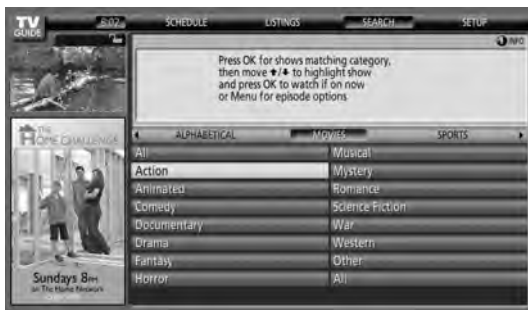 TV GUIDE
8:07
SCHEDULE
LISTINGS
SEARCH
SETUP
INFO
Press OK for shows matching category,
then move ↑/↓ to highlight show
and press OK to watch if on now
or Menu for episode options
THE
HOME CHALLENGE
Sundays 8PM
on The Home Network
ALPHABETICAL
MOVIES
SPORTS
All
Musical
Action
Mystery
Animated
Romance
Comedy
Science Fiction
Documentary
War
Drama
Western
Fantasy
Other
Horror
All